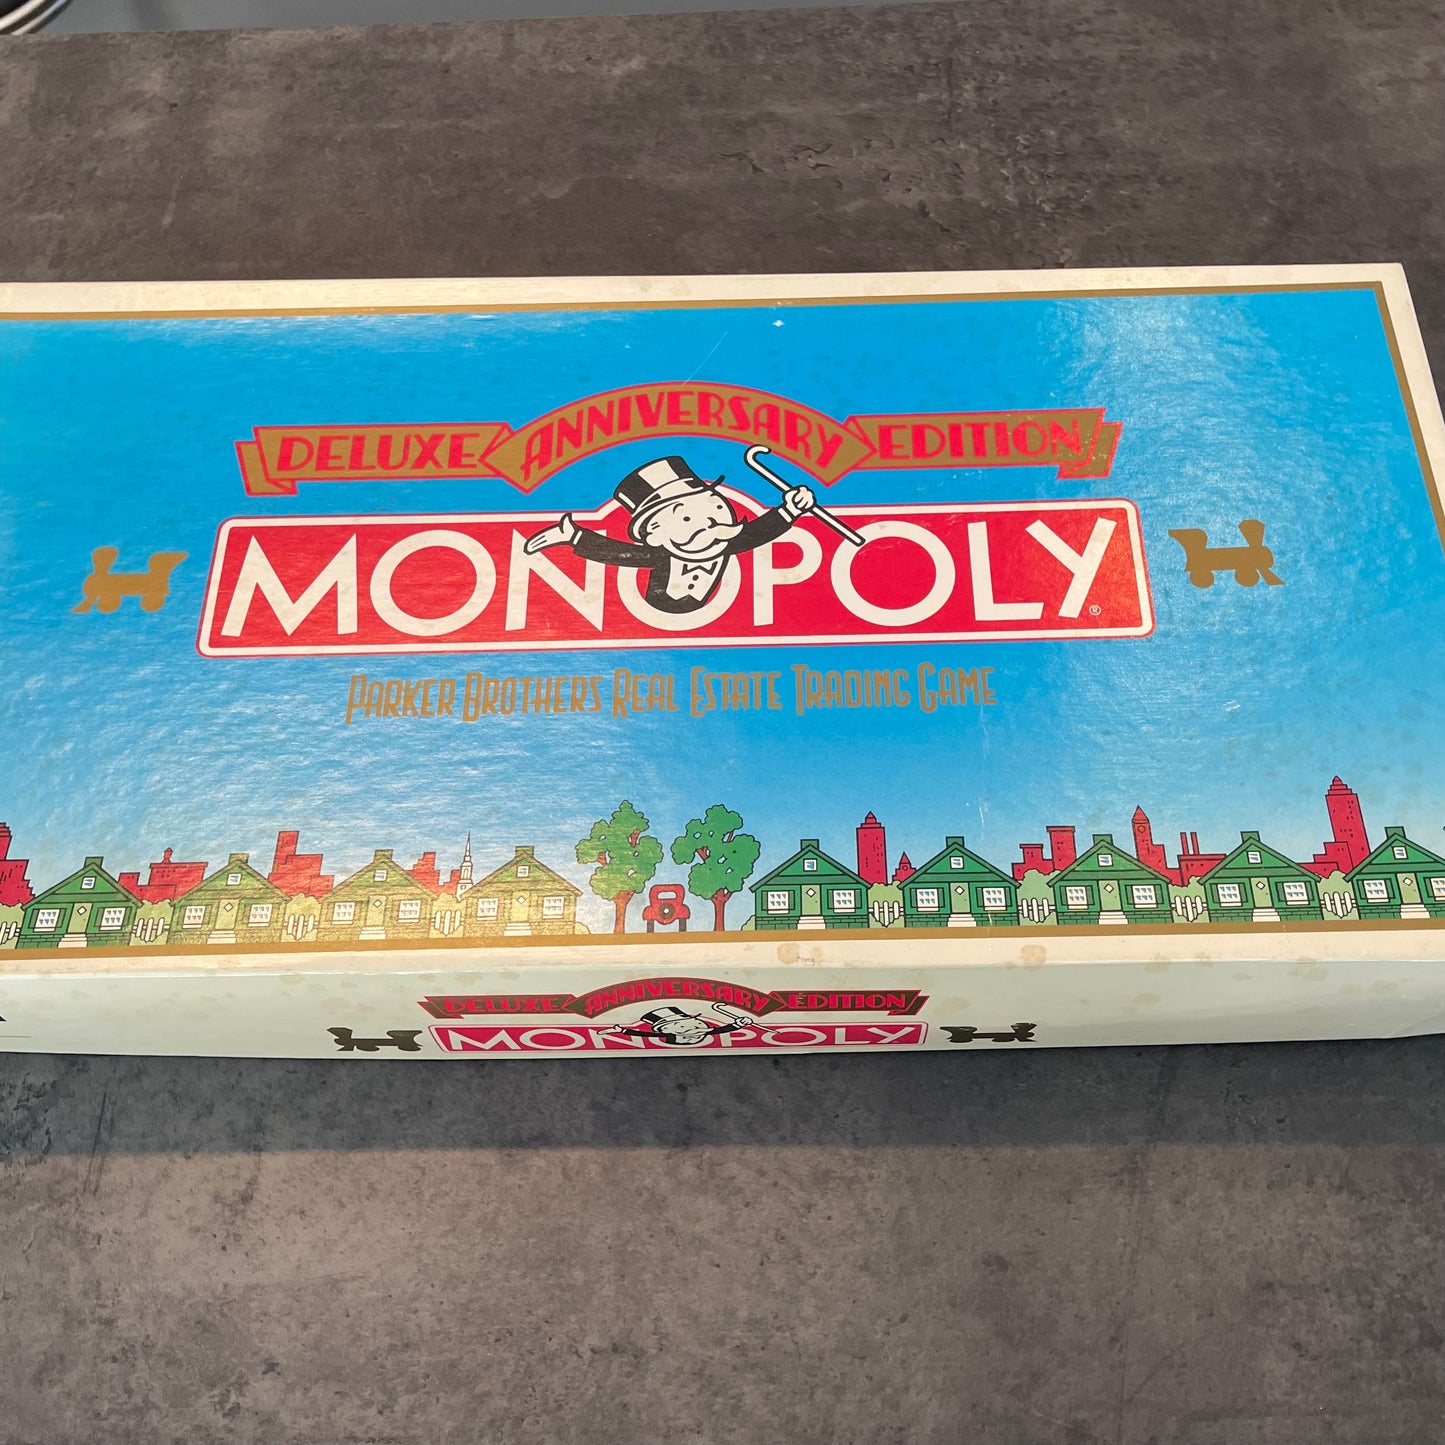 DELUXE ANNIVERSARY EDITION
MONOPOLY®
PARKER BROTHERS REAL ESTATE TRADING GAME
DELUXE ANNIVERSARY EDITION
MONOPOLY